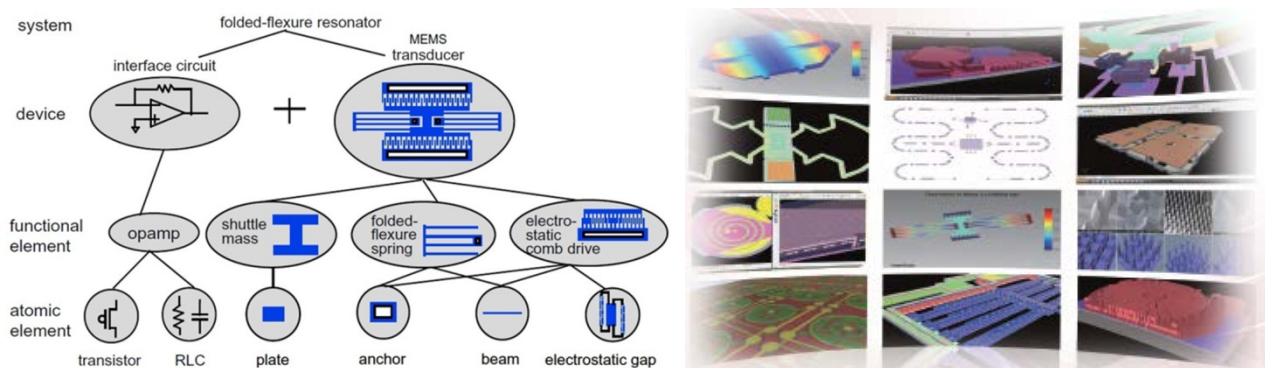 system
folded-flexure resonator
interface circuit
MEMS
transducer
device
+
functional
element
opamp
shuttle
mass
folded-
flexure
spring
electro-
static
comb drive
atomic
element
transistor
RLC
plate
anchor
beam
electrostatic gap